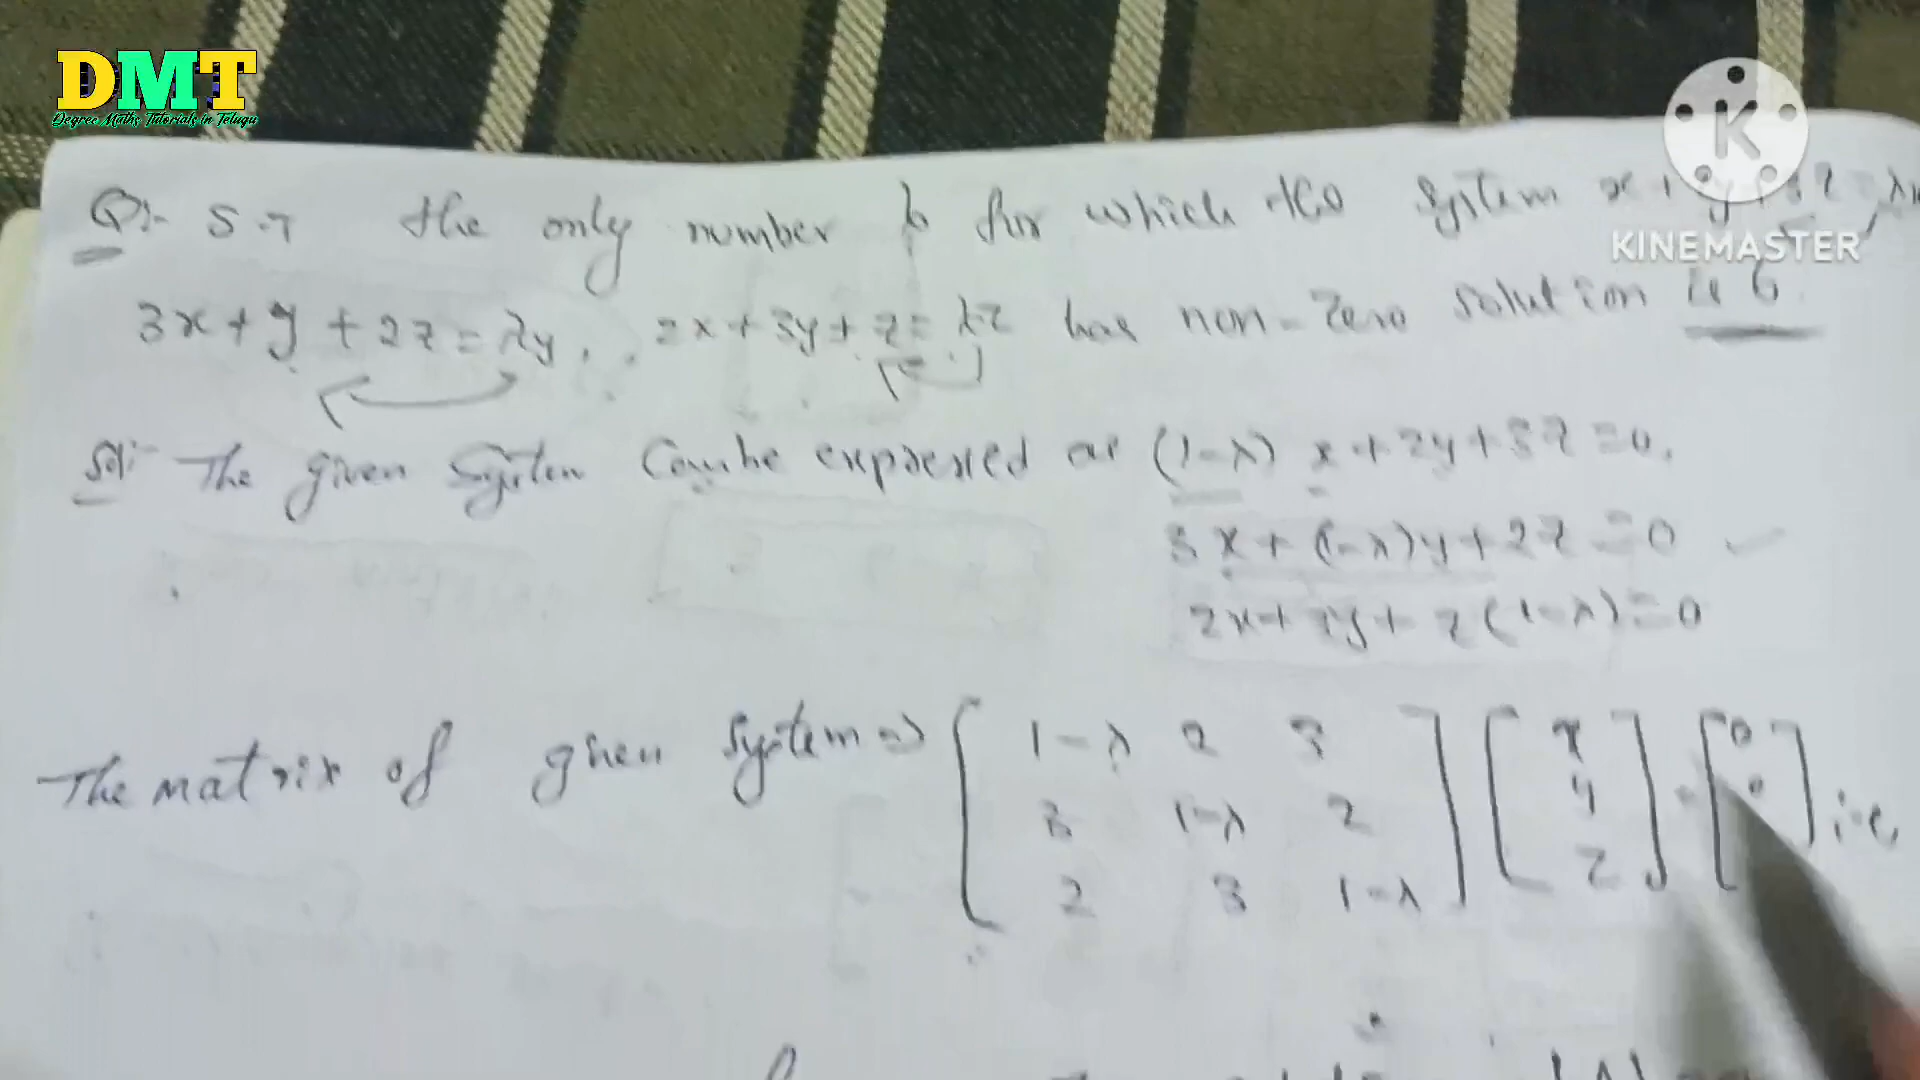 DMT
Degree Maths Tutorials in Telugu
KINEMASTER
Q:- S.T the only number for which the system x + y 3z = λx
3x + y + 2z = λy, 2x + 3y + z = λz has non-zero solution is 6.
Sol:- The given System can be expressed as (1-λ) x + 2y + 3z = 0,
3x + (1-λ)y + 2z = 0
2x + 3y + z(1-λ) = 0
The matrix of given system => [ 1-λ 2 3 ] [ x ] = [ 0 ] i.e,
3 1-λ 2 y 0
2 3 1-λ z